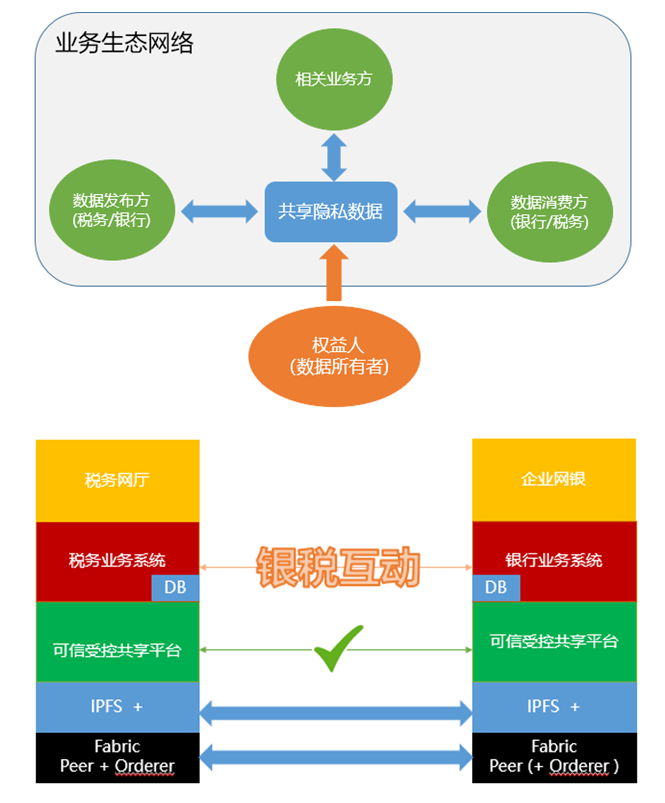 业务生态网络
相关业务方
数据发布方
(税务/银行)
共享隐私数据
数据消费方
(银行/税务)
权益人
(数据所有者)
税务网厅
企业网银
税务业务系统
DB
银税互动
银行业务系统
DB
可信受控共享平台
可信受控共享平台
IPFS +
IPFS +
Fabric
Peer + Orderer
Fabric
Peer (+ Orderer )